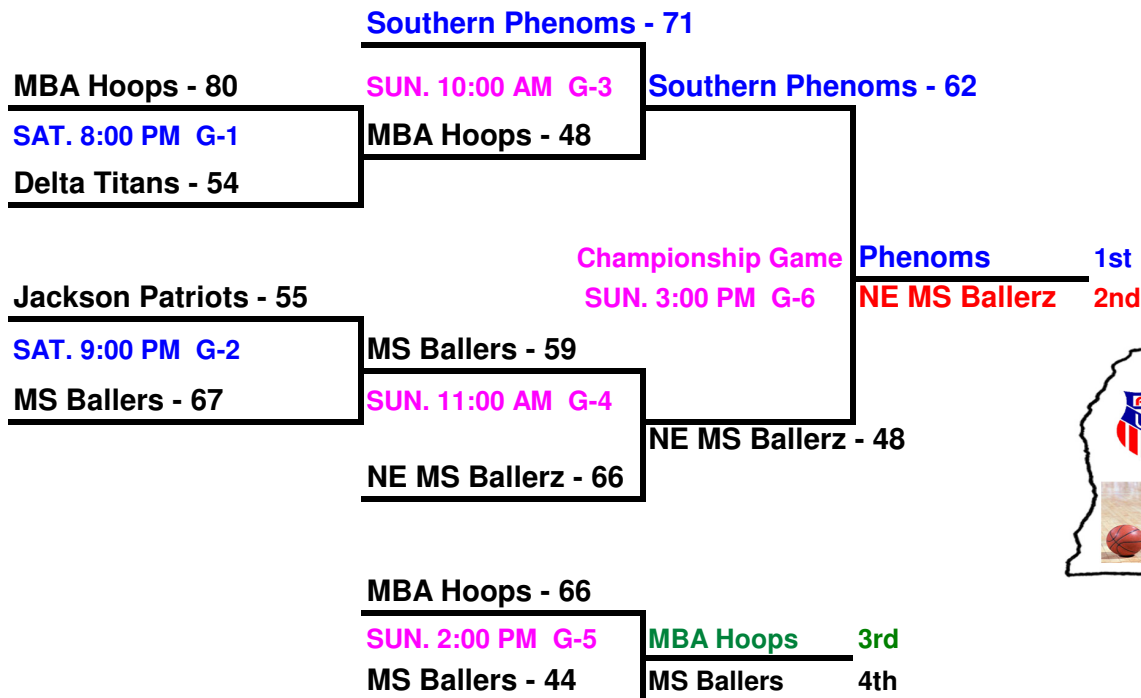 Southern Phenoms - 71
MBA Hoops - 80
SUN. 10:00 AM G-3
Southern Phenoms - 62
SAT. 8:00 PM G-1
MBA Hoops - 48
Delta Titans - 54
Championship Game
Phenoms 1st
Jackson Patriots - 55
SUN. 3:00 PM G-6
NE MS Ballerz 2nd
SAT. 9:00 PM G-2
MS Ballers - 59
MS Ballers - 67
SUN. 11:00 AM G-4
NE MS Ballerz - 48
NE MS Ballerz - 66
MBA Hoops - 66
SUN. 2:00 PM G-5
MBA Hoops 3rd
MS Ballers - 44
MS Ballers 4th